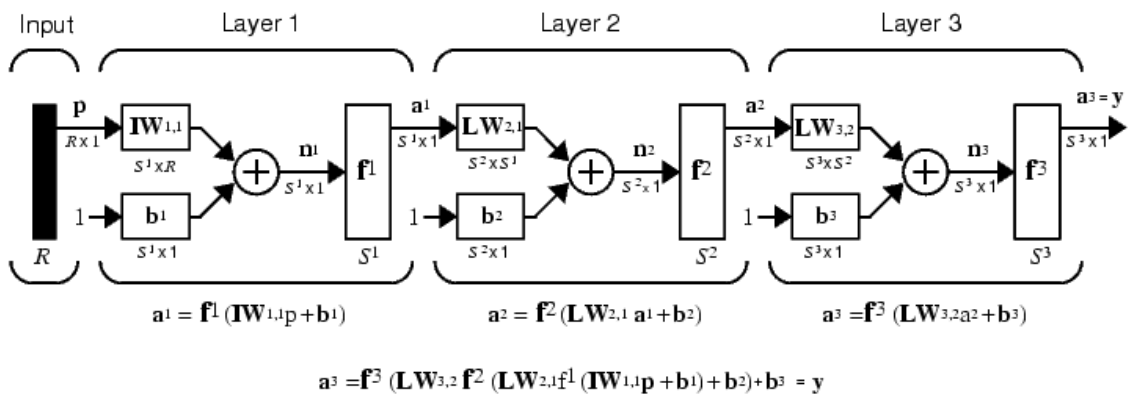 Input Layer 1 Layer 2 Layer 3
p a¹ a² a³ = y
IW1,1 LW2,1 LW3,2
R x 1 S¹ x 1 S² x 1 S³ x 1
n¹ n² n³
S¹ x R S² x S¹ S³ x S²
f¹ f² f³
S¹ x 1 S² x 1 S³ x 1
1 b¹ 1 b² 1 b³
R S¹ x 1 S¹ S² x 1 S² S³ x 1 S³
a¹ = f¹ (IW1,1p + b¹) a² = f² (LW2,1 a¹ + b²) a³ = f³ (LW3,2a² + b³)
a³ = f³ (LW3,2 f² (LW2,1f¹ (IW1,1p + b¹) + b²) + b³ = y